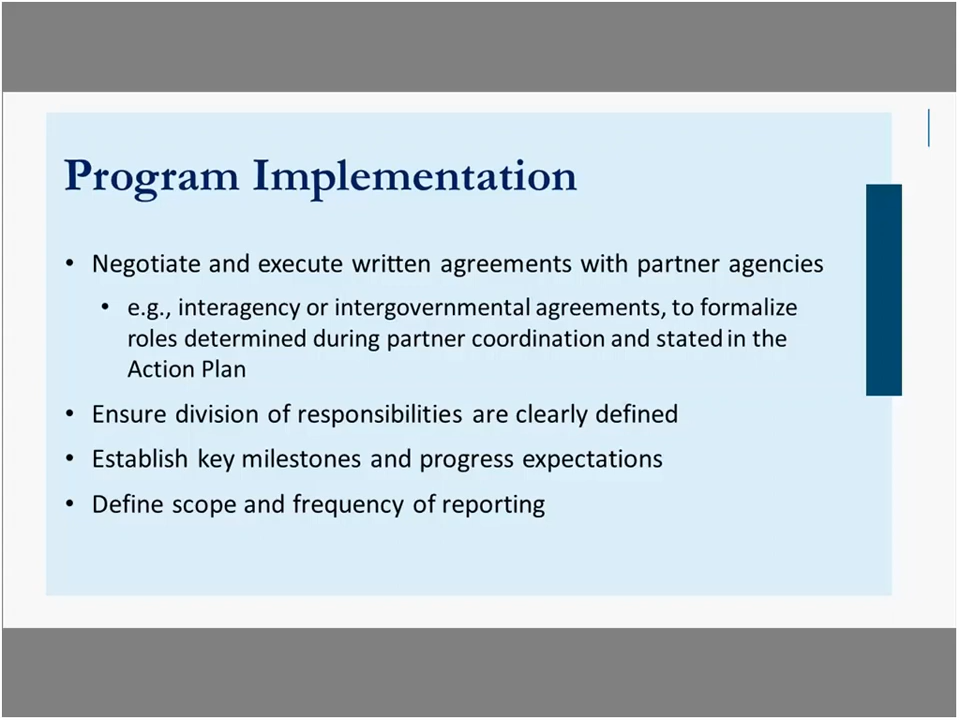 Program Implementation
• Negotiate and execute written agreements with partner agencies
• e.g., interagency or intergovernmental agreements, to formalize
roles determined during partner coordination and stated in the
Action Plan
• Ensure division of responsibilities are clearly defined
• Establish key milestones and progress expectations
• Define scope and frequency of reporting